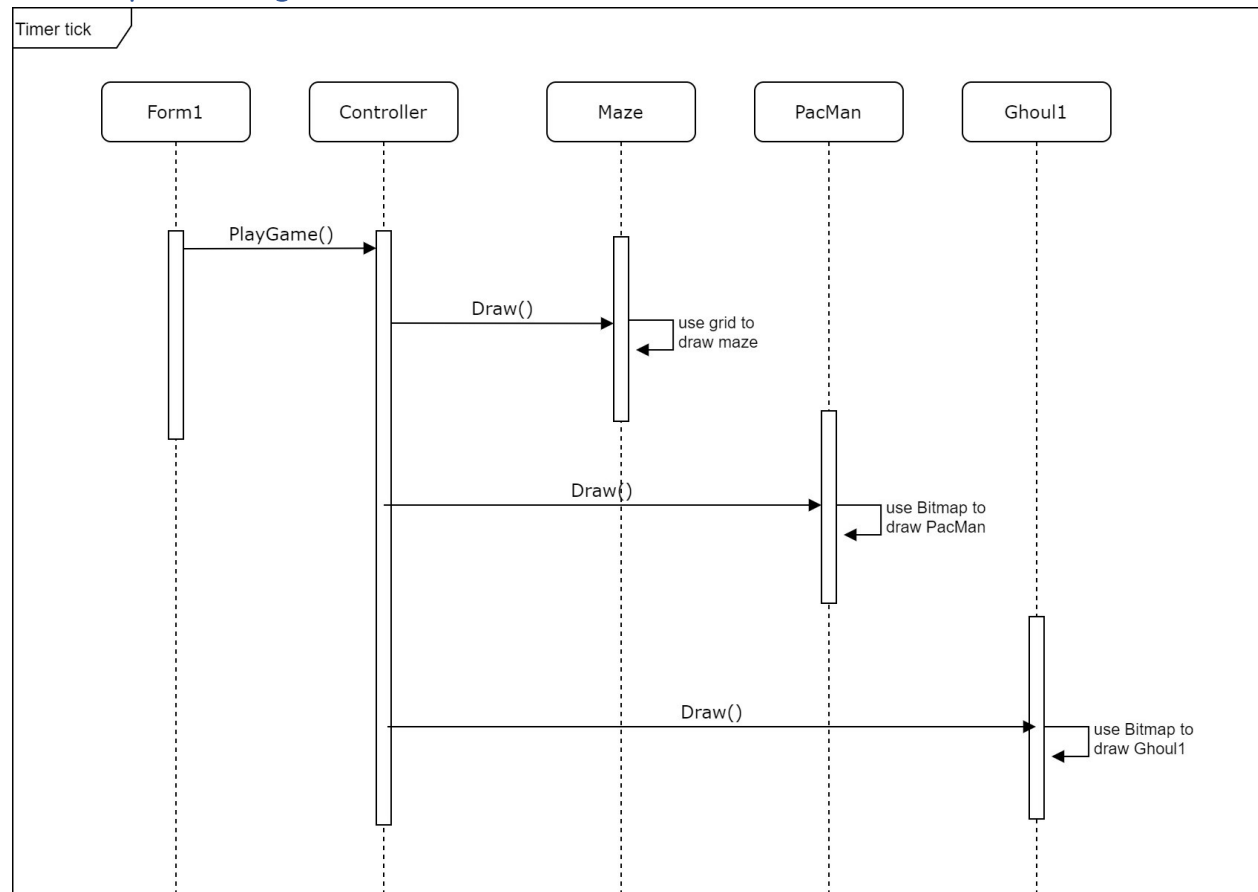 Timer tick
Form1
Controller
Maze
PacMan
Ghoul1
PlayGame()
Draw()
use grid to
draw maze
Draw()
use Bitmap to
draw PacMan
Draw()
use Bitmap to
draw Ghoul1